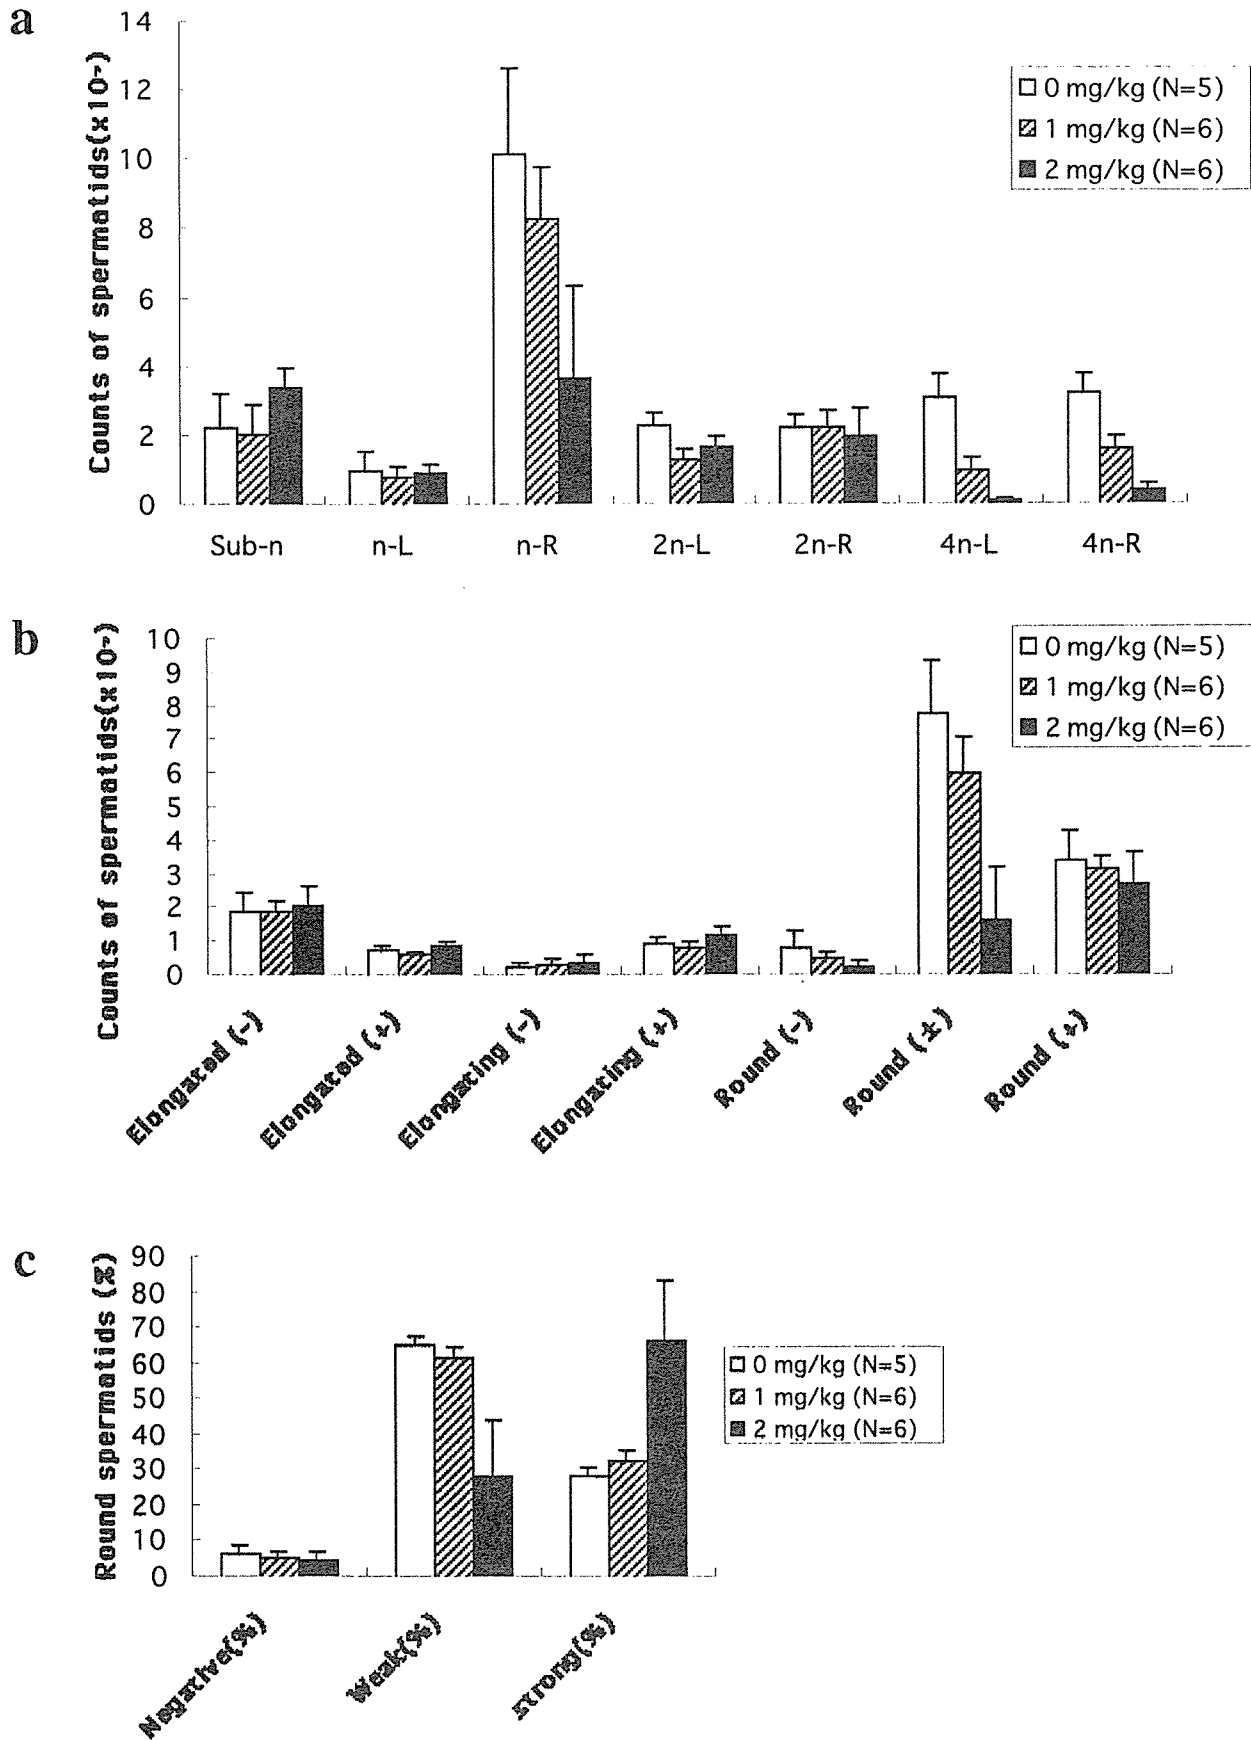 a
Counts of spermatids(x10
14
12
10
8
6
4
2
0
0 mg/kg (N=5)
1 mg/kg (N=6)
2 mg/kg (N=6)
Sub-n n-L n-R 2n-L 2n-R 4n-L 4n-R
b
Counts of spermatids(x10
10
9
8
7
6
5
4
3
2
1
0
0 mg/kg (N=5)
1 mg/kg (N=6)
2 mg/kg (N=6)
Elongated (-)
Elongated (+)
Elongating (-)
Elongating (+)
Round (-)
Round (±)
Round (+)
c
Round spermatids (%)
90
80
70
60
50
40
30
20
10
0
0 mg/kg (N=5)
1 mg/kg (N=6)
2 mg/kg (N=6)
Negative(%)
Weak(%)
strong(%)